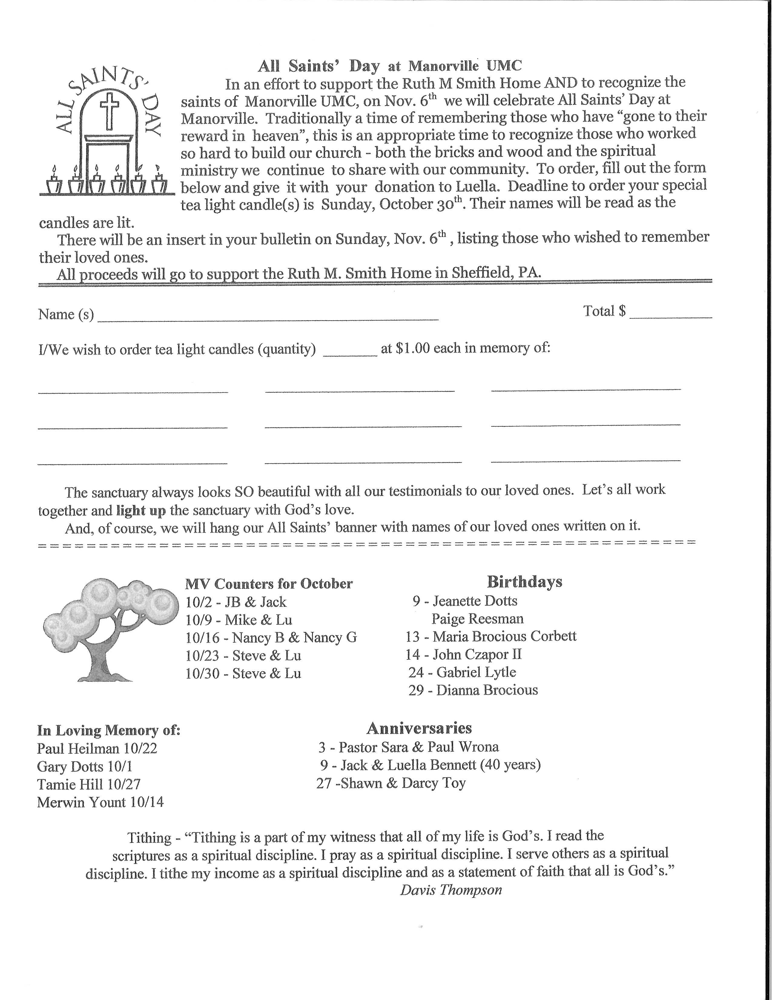 ALL SAINTS' DAY
All Saints' Day at Manorville UMC
In an effort to support the Ruth M Smith Home AND to recognize the
saints of Manorville UMC, on Nov. 6th we will celebrate All Saints' Day at
Manorville. Traditionally a time of remembering those who have “gone to their
reward in heaven”, this is an appropriate time to recognize those who worked
so hard to build our church - both the bricks and wood and the spiritual
ministry we continue to share with our community. To order, fill out the form
below and give it with your donation to Luella. Deadline to order your special
tea light candle(s) is Sunday, October 30th. Their names will be read as the
candles are lit.
There will be an insert in your bulletin on Sunday, Nov. 6th , listing those who wished to remember
their loved ones.
All proceeds will go to support the Ruth M. Smith Home in Sheffield, PA.
Name (s) ____________________ Total $ __________
I/We wish to order tea light candles (quantity) _______ at $1.00 each in memory of:
The sanctuary always looks SO beautiful with all our testimonials to our loved ones. Let's all work
together and light up the sanctuary with God's love.
And, of course, we will hang our All Saints' banner with names of our loved ones written on it.
MV Counters for October
10/2 - JB & Jack
10/9 - Mike & Lu
10/16 - Nancy B & Nancy G
10/23 - Steve & Lu
10/30 - Steve & Lu
Birthdays
9 - Jeanette Dotts
Paige Reesman
13 - Maria Brocious Corbett
14 - John Czapor II
24 - Gabriel Lytle
29 - Dianna Brocious
In Loving Memory of:
Paul Heilman 10/22
Gary Dotts 10/1
Tamie Hill 10/27
Merwin Yount 10/14
Anniversaries
3 - Pastor Sara & Paul Wrona
9 - Jack & Luella Bennett (40 years)
27 -Shawn & Darcy Toy
Tithing - “Tithing is a part of my witness that all of my life is God's. I read the
scriptures as a spiritual discipline. I pray as a spiritual discipline. I serve others as a spiritual
discipline. I tithe my income as a spiritual discipline and as a statement of faith that all is God's.”
Davis Thompson